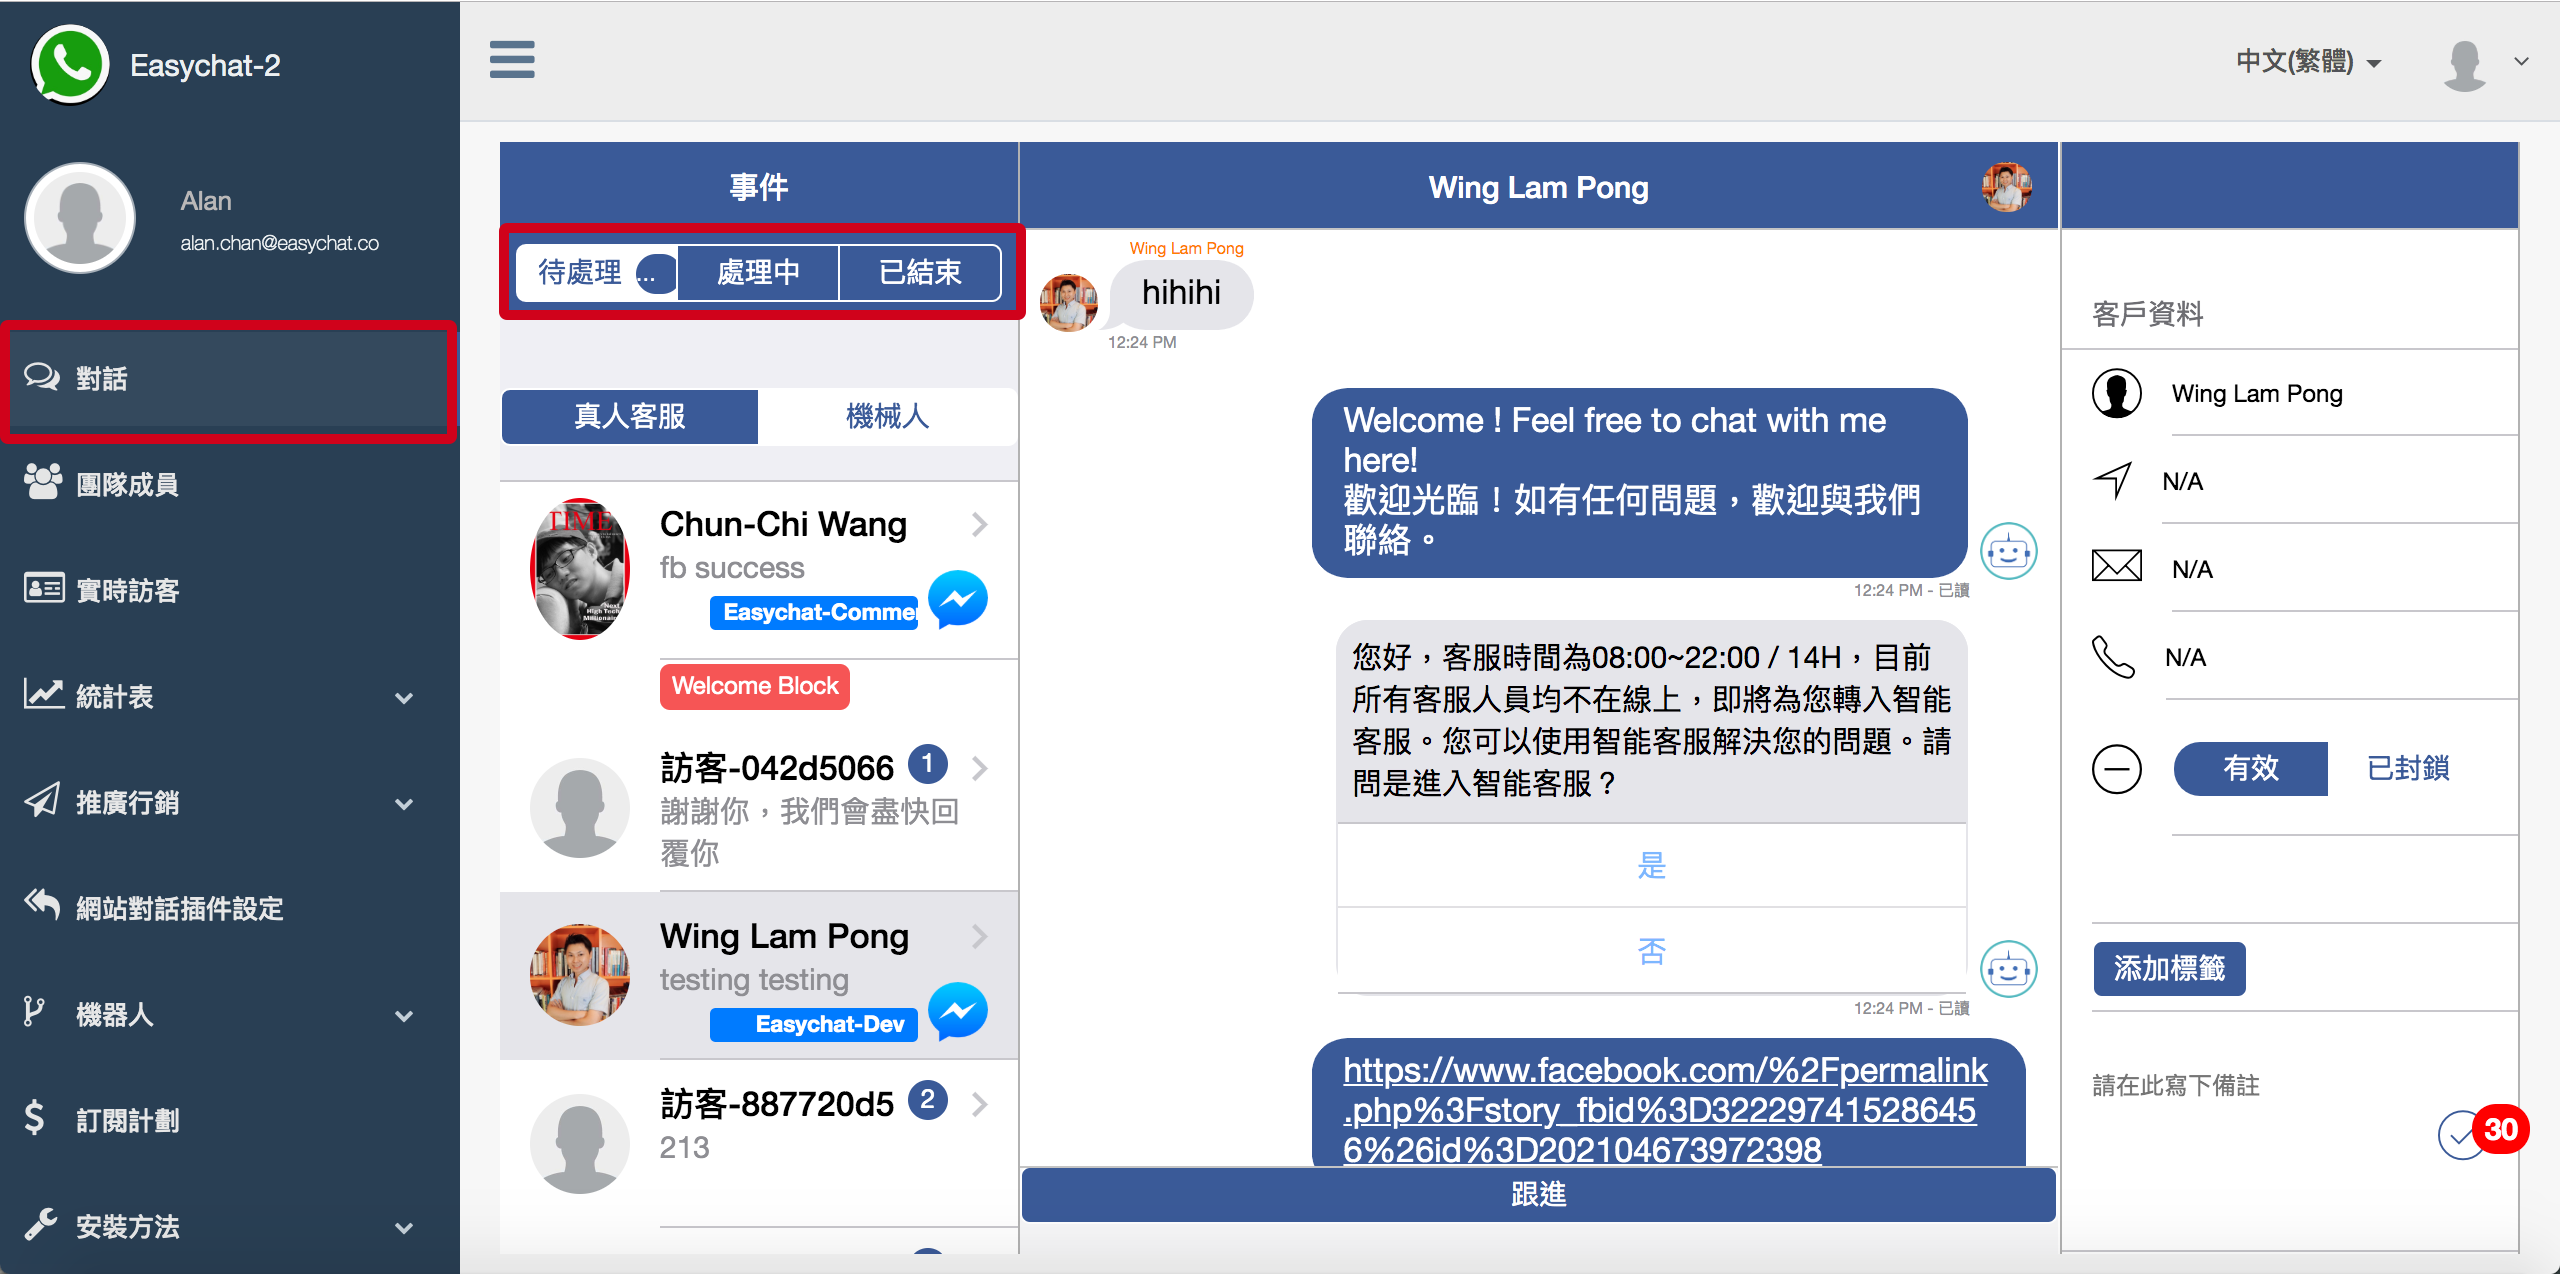 Easychat-2
Alan
alan.chan@easychat.co
對話
團隊成員
實時訪客
統計表
推廣行銷
網站對話插件設定
機器人
訂閱計劃
安裝方法
中文(繁體)
事件
待處理 ...
處理中
已結束
真人客服
機械人
TIME
Next
High Tech
Millionair
Chun-Chi Wang
fb success
Easychat-Commer
Welcome Block
訪客-042d5066 1
謝謝你，我們會盡快回
覆你
Wing Lam Pong
testing testing
Easychat-Dev
訪客-887720d5 2
213
Wing Lam Pong
Wing Lam Pong
hihihi
12:24 PM
Welcome ! Feel free to chat with me
here!
歡迎光臨！如有任何問題，歡迎與我們
聯絡。
12:24 PM - 已讀
您好，客服時間為08:00~22:00 / 14H，目前
所有客服人員均不在線上，即將為您轉入智能
客服。您可以使用智能客服解決您的問題。請
問是進入智能客服？
是
否
12:24 PM - 已讀
https://www.facebook.com/%2Fpermalink
.php%3Fstory_fbid%3D32229741528645
6%26id%3D202104673972398
跟進
客戶資料
Wing Lam Pong
N/A
N/A
N/A
有效
已封鎖
添加標籤
請在此寫下備註
30